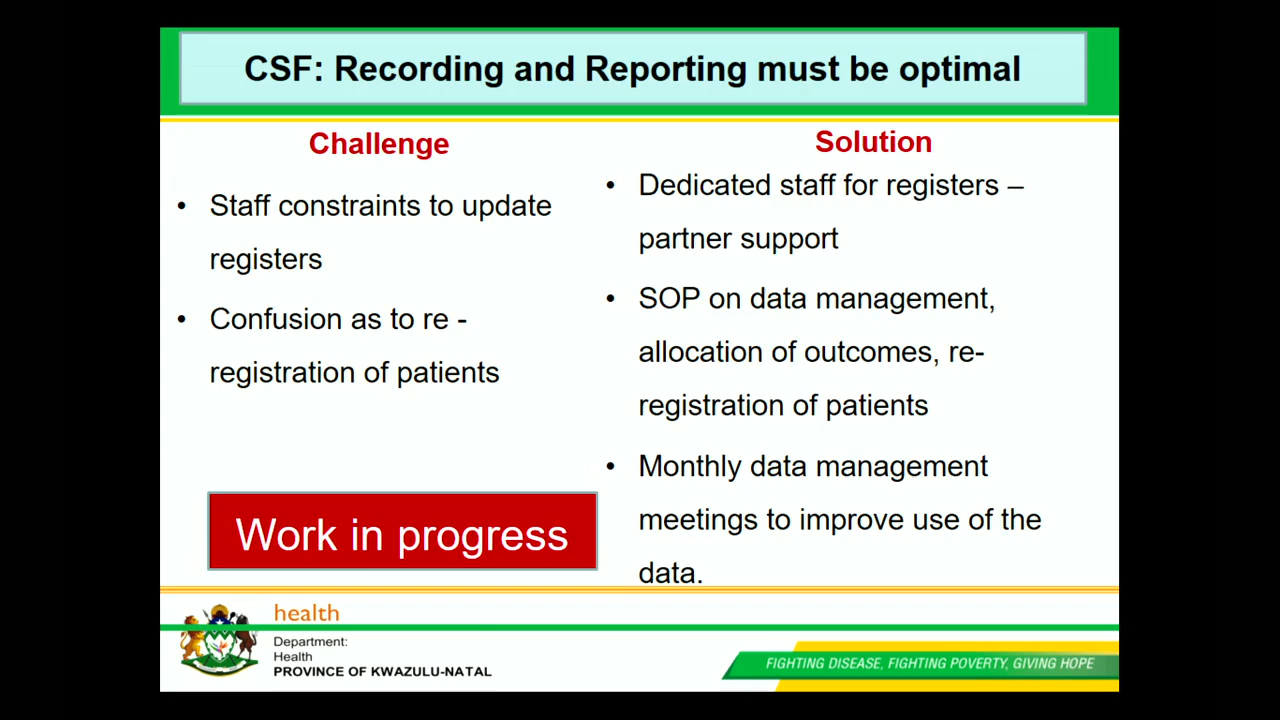 CSF: Recording and Reporting must be optimal
Challenge
• Staff constraints to update
registers
• Confusion as to re -
registration of patients
Work in progress
Solution
• Dedicated staff for registers –
partner support
• SOP on data management,
allocation of outcomes, re-
registration of patients
• Monthly data management
meetings to improve use of the
data.
health
Department:
Health
PROVINCE OF KWAZULU-NATAL
FIGHTING DISEASE, FIGHTING POVERTY, GIVING HOPE